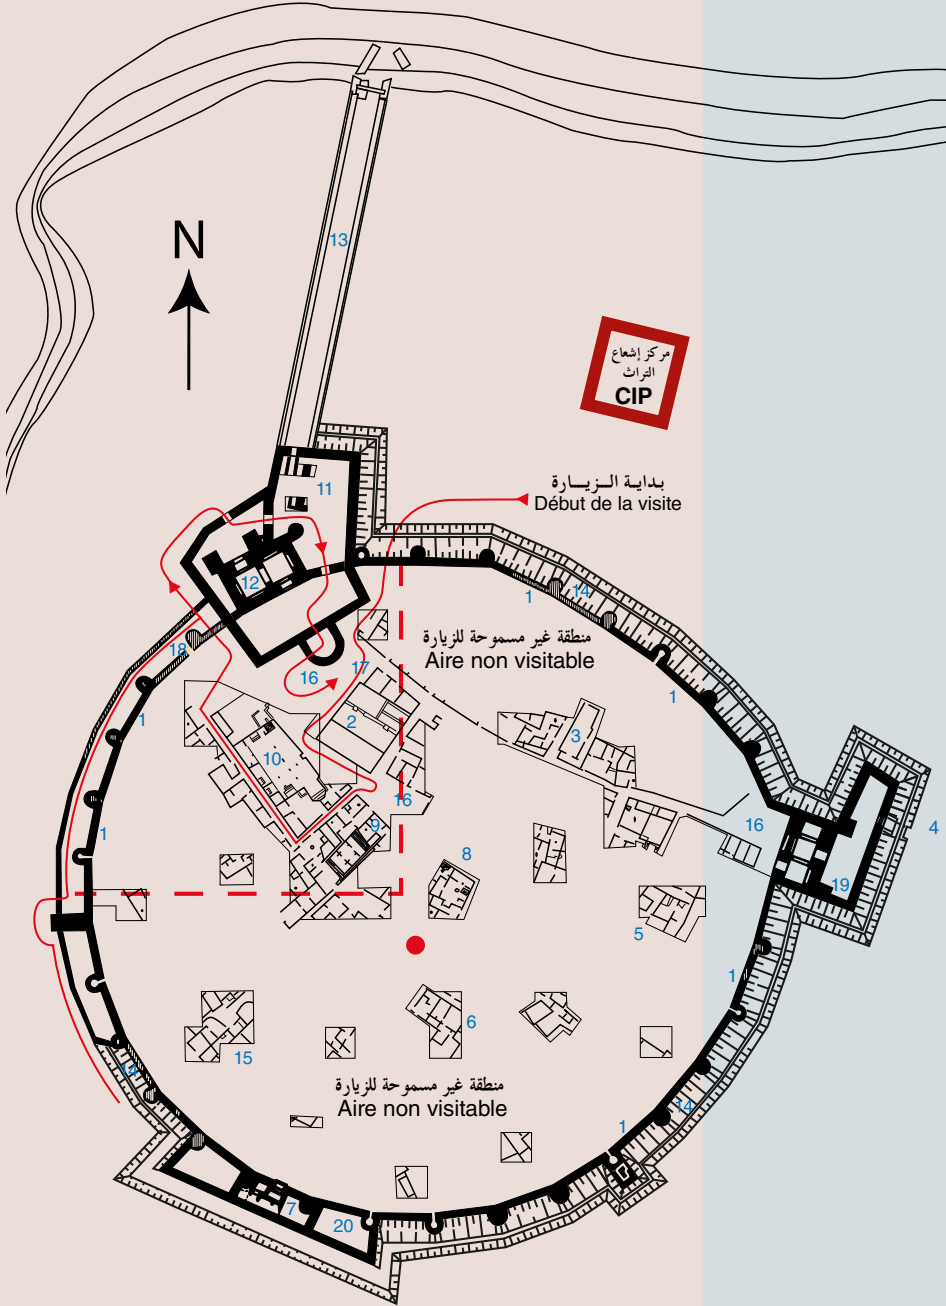 N
13
مركز إشعاع
التراث
CIP
بداية الـزيــارة
Début de la visite
11
12
1
14
منطقة غير مسموحة للزيارة
Aire non visitable
18
16
17
1
1
2
3
10
16
16
4
1
9
8
19
5
1
6
15
14
منطقة غير مسموحة للزيارة
Aire non visitable
14
1
7
20